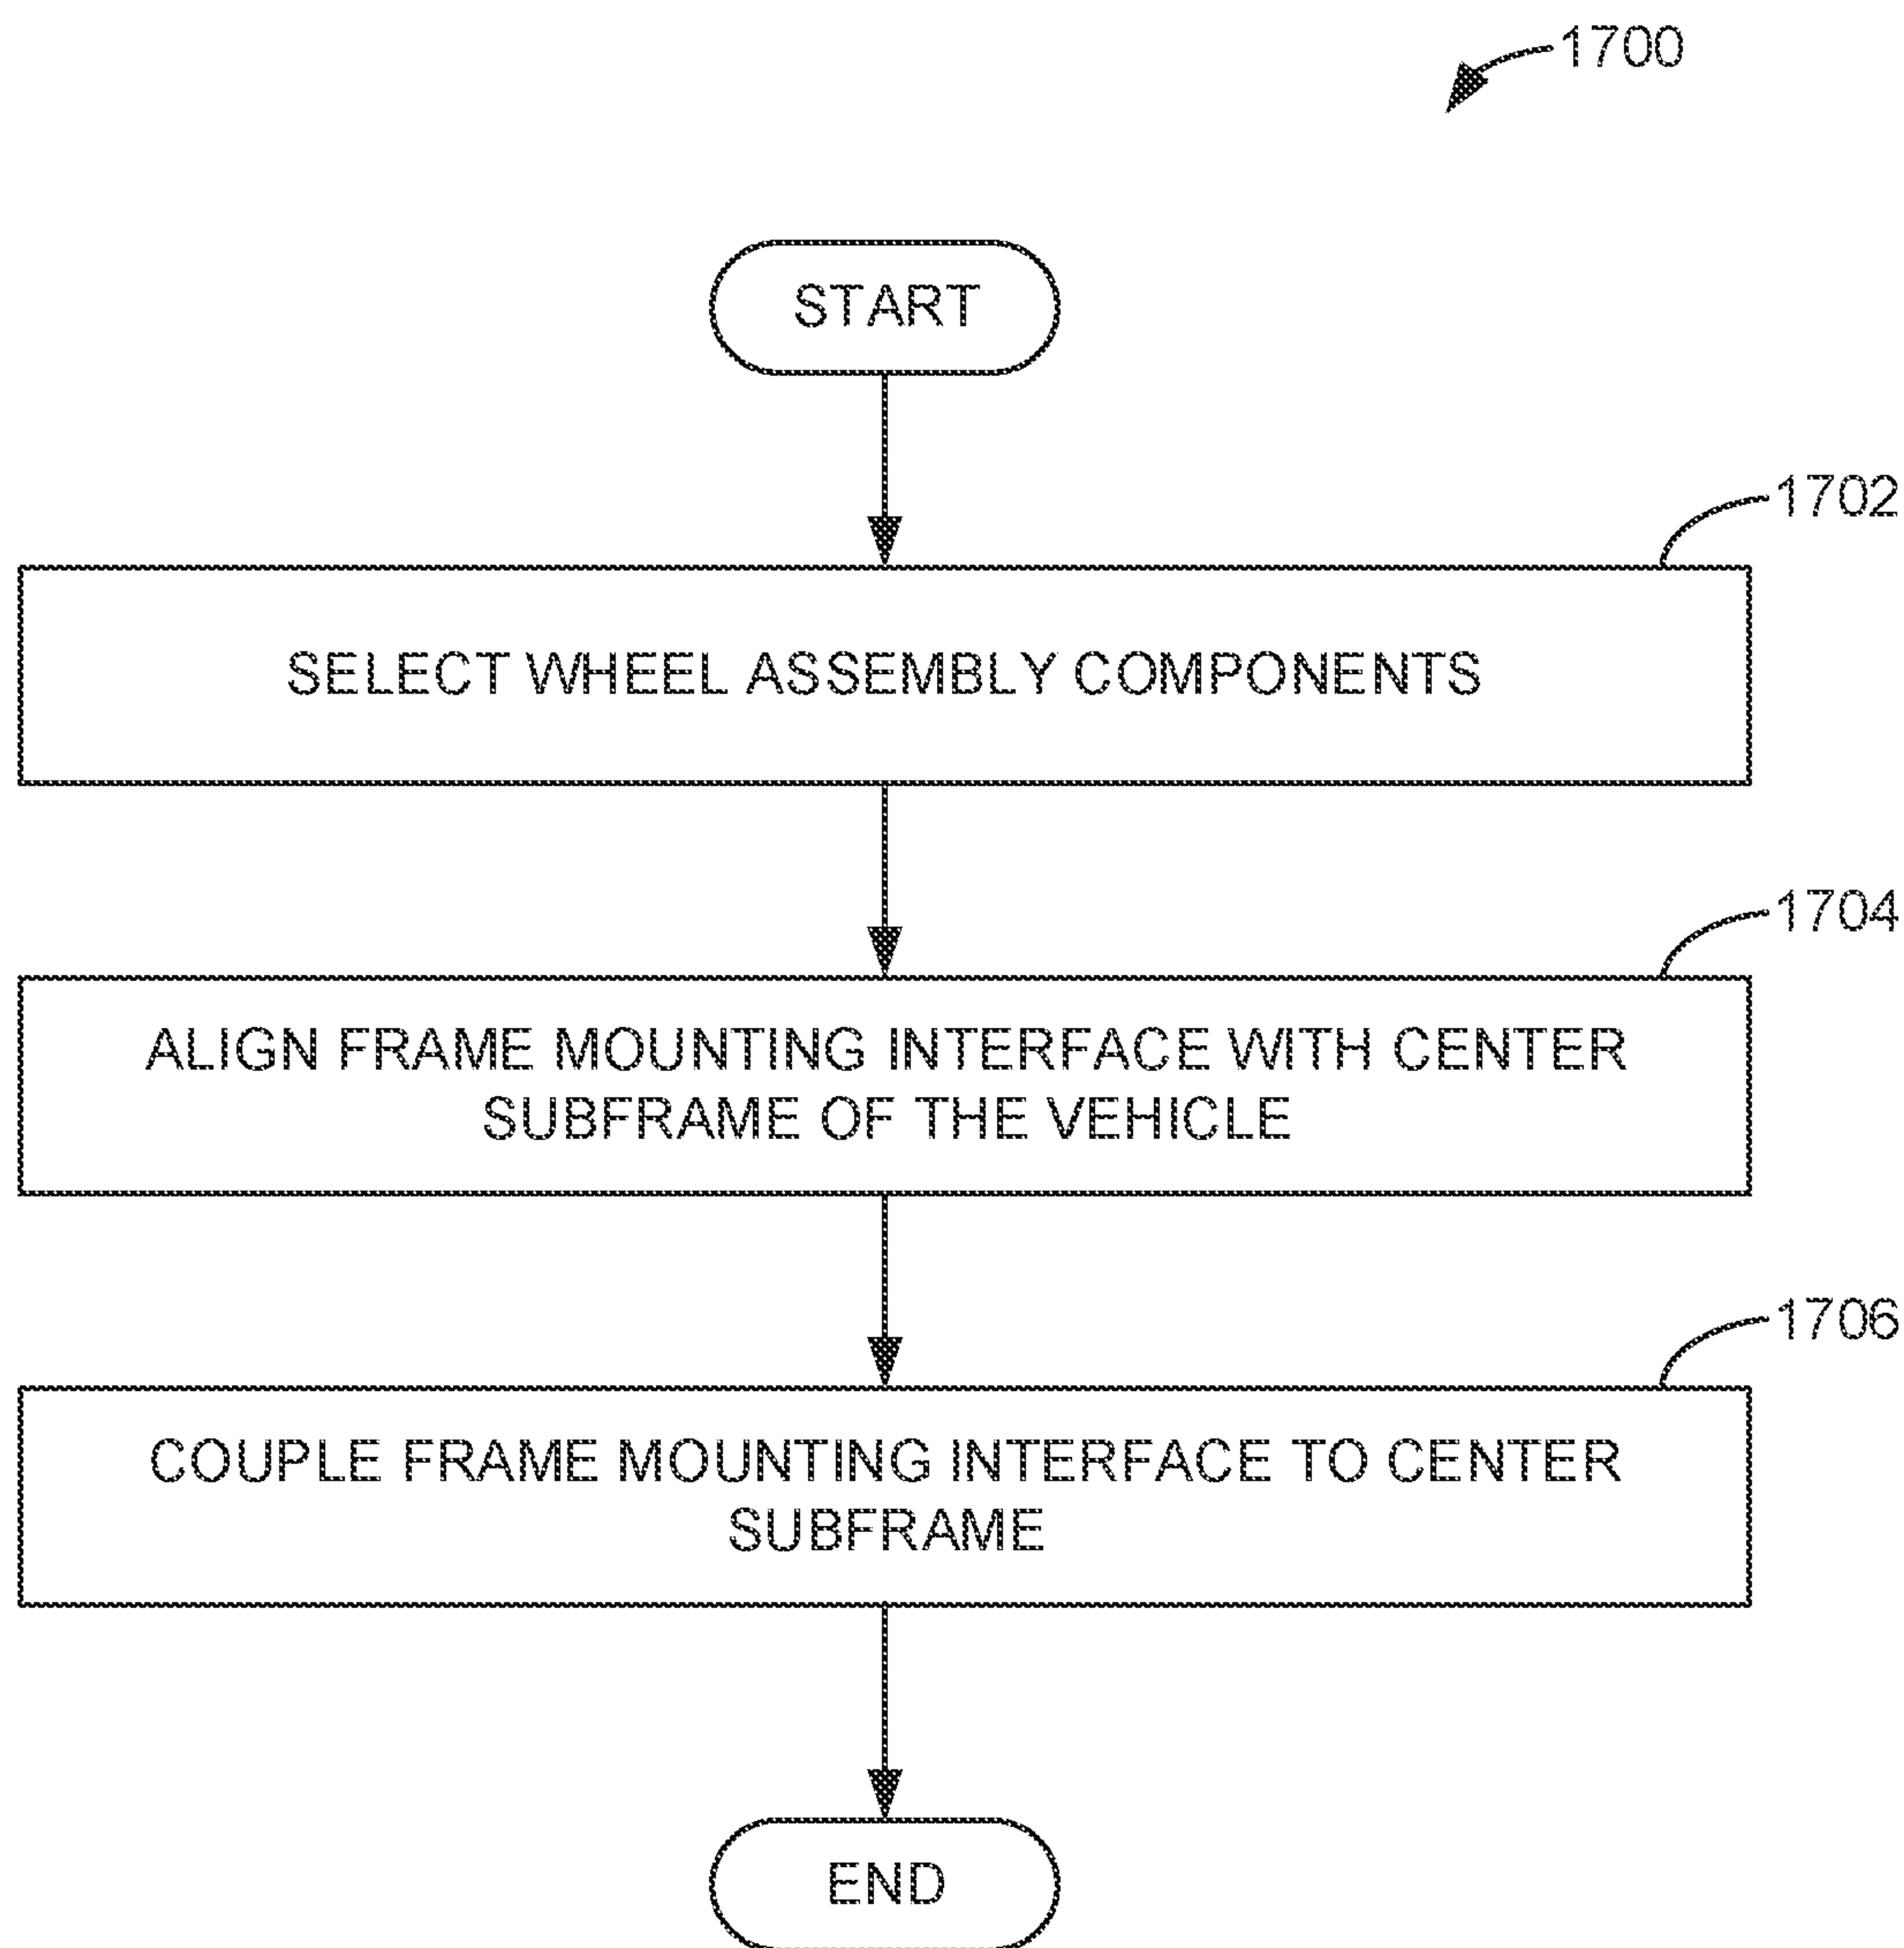 1700
START
1702
SELECT WHEEL ASSEMBLY COMPONENTS
1704
ALIGN FRAME MOUNTING INTERFACE WITH CENTER
SUBFRAME OF THE VEHICLE
1706
COUPLE FRAME MOUNTING INTERFACE TO CENTER
SUBFRAME
END